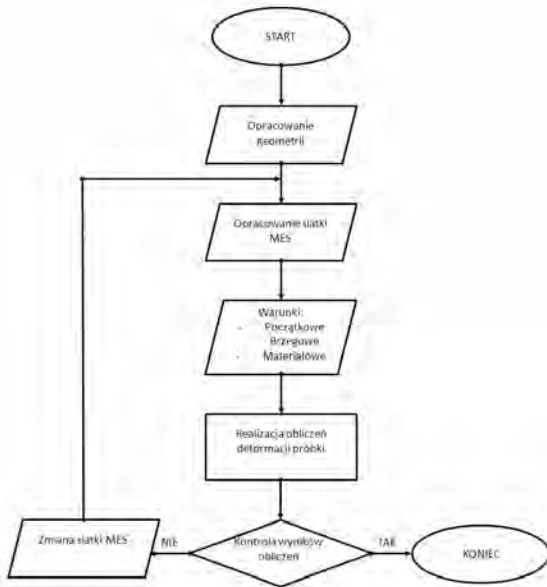 START
Opracowanie
geometrii
Opracowanie siatki
MES
Warunki:
- Początkowe
Brzegowe
- Materiałowe
Realizacja obliczeń
deformacji próbki
Zmiana siatki MES
NIE
Kontrola wyników
obliczeń
TAK
KONIEC